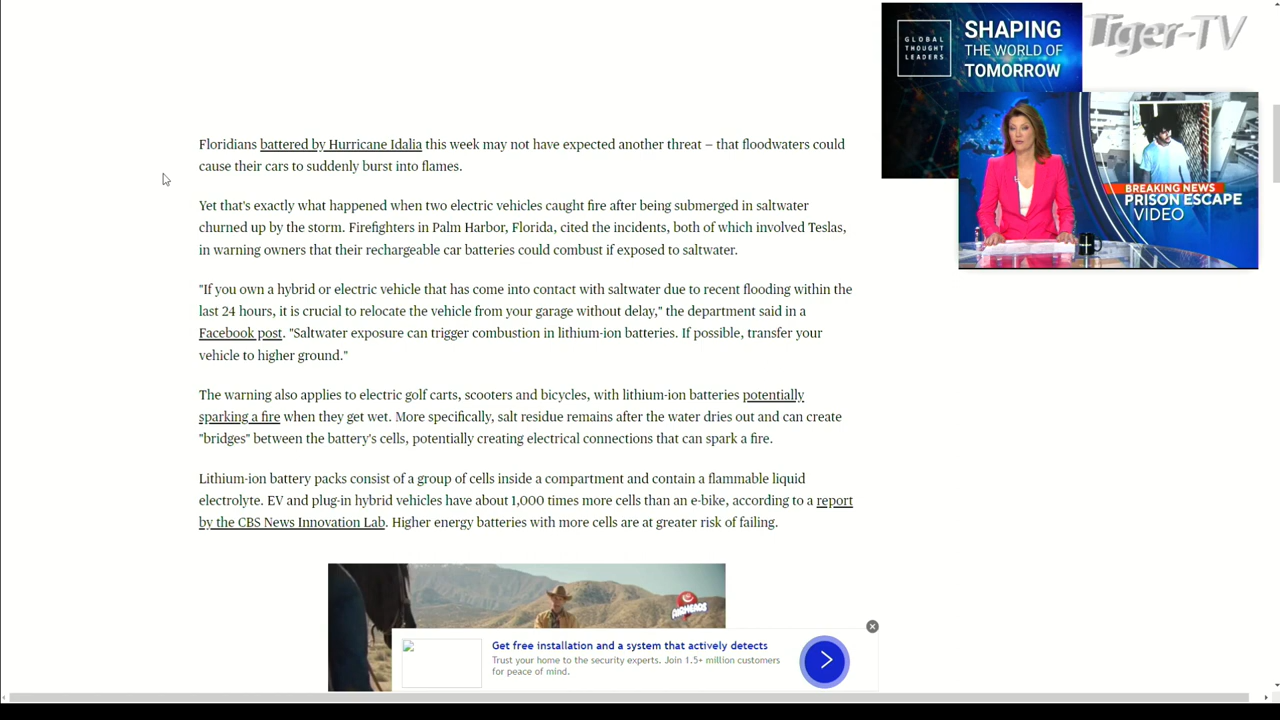 GLOBAL
THOUGHT
LEADERS
SHAPING
THE WORLD OF
TOMORROW
Tiger-TV
BREAKING NEWS
PRISON ESCAPE
VIDEO
Floridians battered by Hurricane Idalia this week may not have expected another threat – that floodwaters could
cause their cars to suddenly burst into flames.
Yet that's exactly what happened when two electric vehicles caught fire after being submerged in saltwater
churned up by the storm. Firefighters in Palm Harbor, Florida, cited the incidents, both of which involved Teslas,
in warning owners that their rechargeable car batteries could combust if exposed to saltwater.
"If you own a hybrid or electric vehicle that has come into contact with saltwater due to recent flooding within the
last 24 hours, it is crucial to relocate the vehicle from your garage without delay," the department said in a
Facebook post. "Saltwater exposure can trigger combustion in lithium-ion batteries. If possible, transfer your
vehicle to higher ground."
The warning also applies to electric golf carts, scooters and bicycles, with lithium-ion batteries potentially
sparking a fire when they get wet. More specifically, salt residue remains after the water dries out and can create
"bridges" between the battery's cells, potentially creating electrical connections that can spark a fire.
Lithium-ion battery packs consist of a group of cells inside a compartment and contain a flammable liquid
electrolyte. EV and plug-in hybrid vehicles have about 1,000 times more cells than an e-bike, according to a report
by the CBS News Innovation Lab. Higher energy batteries with more cells are at greater risk of failing.
AIRHEADS
Get free installation and a system that actively detects
Trust your home to the security experts. Join 1.5+ million customers
for peace of mind.